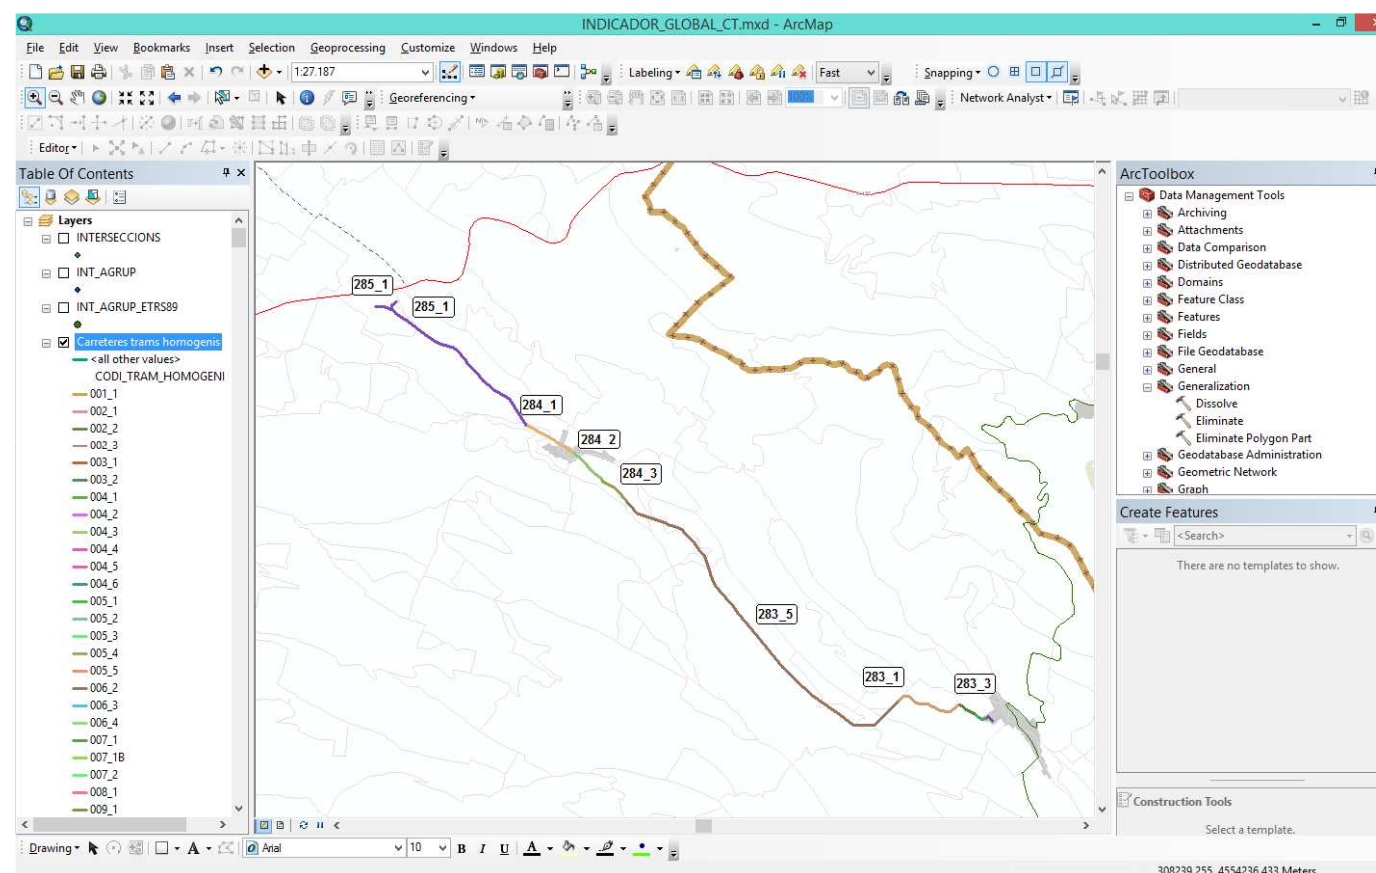 INDICADOR_GLOBAL_CT.mxd - ArcMap
File Edit View Bookmarks Insert Selection Geoprocessing Customize Windows Help
1:27.187
Labeling
Fast
Snapping
Georeferencing
100%
Network Analyst
Editor
Table Of Contents
Layers
INTERSECCIONS
INT_AGRUP
INT_AGRUP_ETRS89
Carreteres trams homogenis
<all other values>
CODI_TRAM_HOMOGENI
001_1
002_1
002_2
002_3
003_1
003_2
004_1
004_2
004_3
004_4
004_5
004_6
005_1
005_2
005_3
005_4
005_5
006_2
006_3
006_4
007_1
007_1B
007_2
008_1
009_1
285_1
285_1
284_1
284_2
284_3
283_5
283_1
283_3
ArcToolbox
Data Management Tools
Archiving
Attachments
Data Comparison
Distributed Geodatabase
Domains
Feature Class
Features
Fields
File Geodatabase
General
Generalization
Dissolve
Eliminate
Eliminate Polygon Part
Geodatabase Administration
Geometric Network
Graph
Create Features
<Search>
There are no templates to show.
Construction Tools
Select a template.
Drawing
A
Arial
10
B I U A
308239,255 4554236,433 Meters